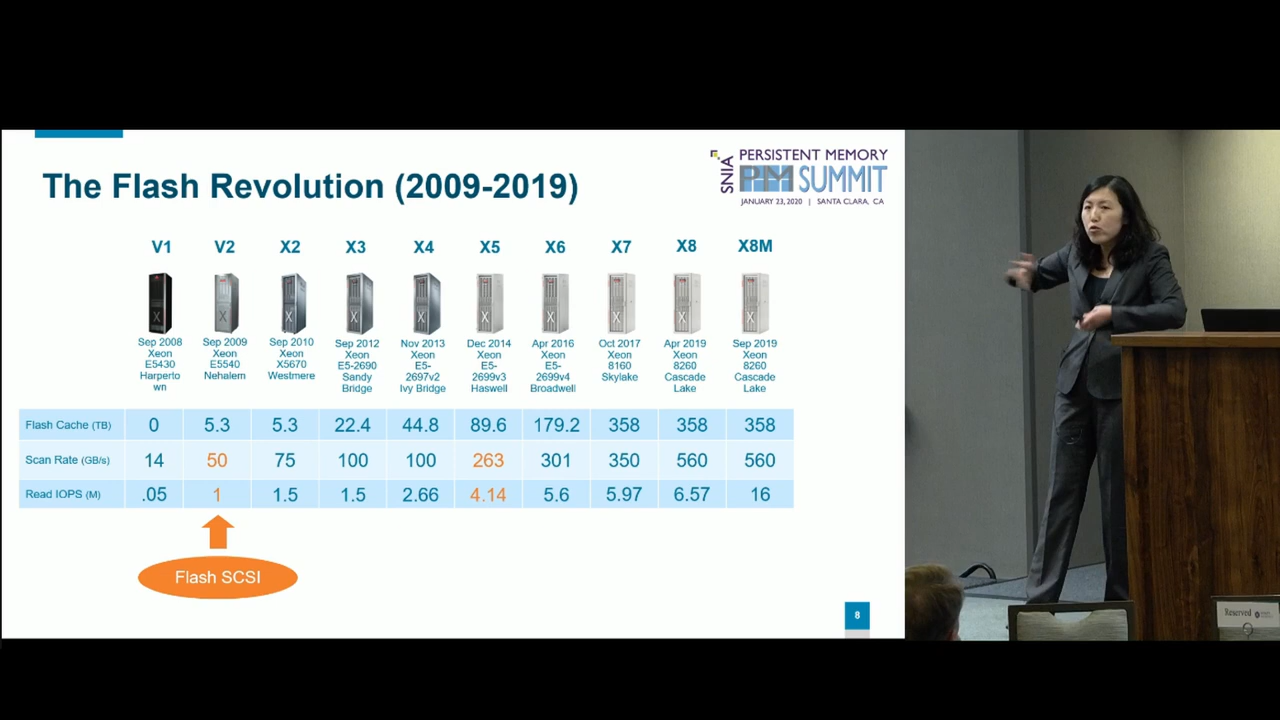 The Flash Revolution (2009-2019)
SNIA
PERSISTENT MEMORY
PM SUMMIT
JANUARY 23, 2020 | SANTA CLARA, CA
V1 V2 X2 X3 X4 X5 X6 X7 X8 X8M
Sep 2008 Sep 2009 Sep 2010 Sep 2012 Nov 2013 Dec 2014 Apr 2016 Oct 2017 Apr 2019 Sep 2019
Xeon Xeon Xeon Xeon Xeon Xeon Xeon Xeon Xeon Xeon
E5430 E5540 X5670 E5-2690 E5- E5- E5- 8160 8260 8260
Harperto Nehalem Westmere Sandy 2697v2 2699v3 2699v4 Skylake Cascade Cascade
wn Bridge Ivy Bridge Haswell Broadwell Lake Lake
Flash Cache (TB) 0 5.3 5.3 22.4 44.8 89.6 179.2 358 358 358
Scan Rate (GB/s) 14 50 75 100 100 263 301 350 560 560
Read IOPS (M) .05 1 1.5 1.5 2.66 4.14 5.6 5.97 6.57 16
Flash SCSI
8
Reserved